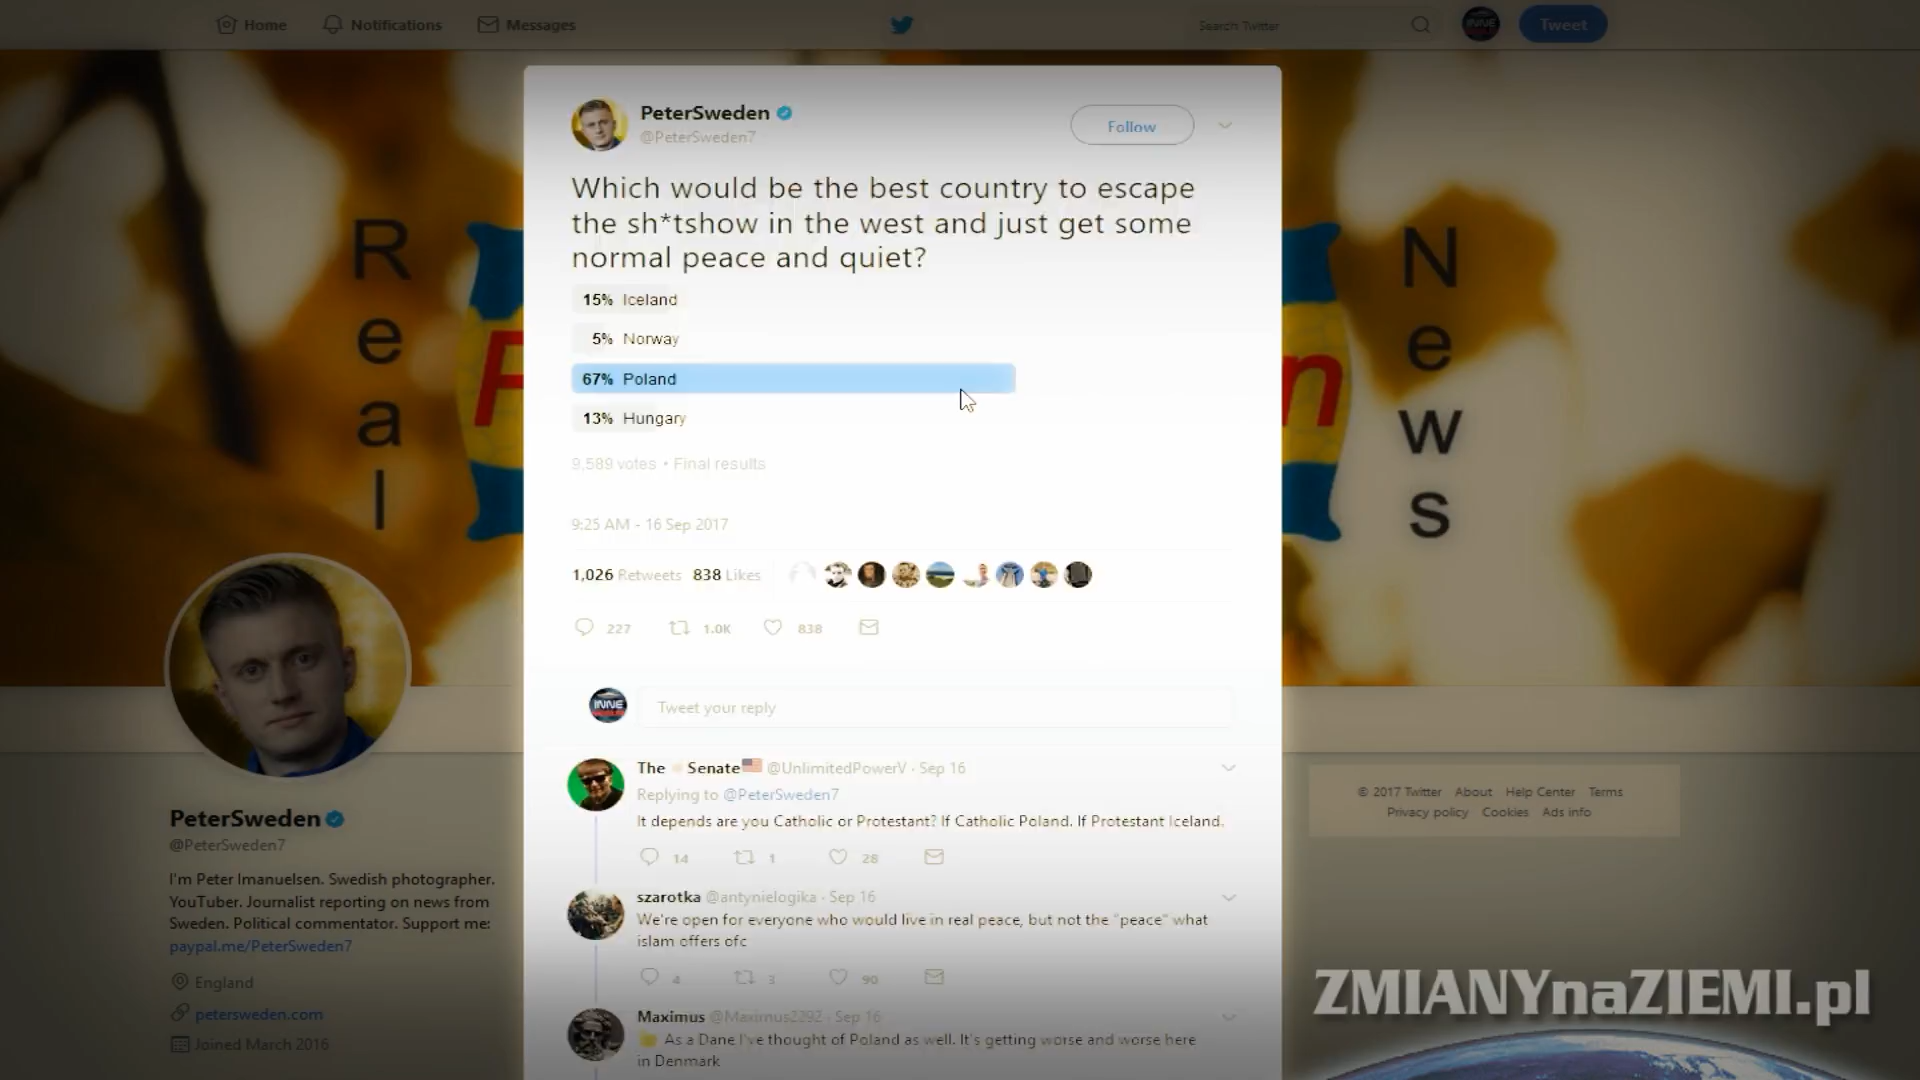 Home
Notifications
Messages
Search Twitter
Tweet
Real
News
PeterSweden
@PeterSweden7
Follow
Which would be the best country to escape
the sh*tshow in the west and just get some
normal peace and quiet?
15% Iceland
5% Norway
67% Poland
13% Hungary
9,589 votes • Final results
9:25 AM - 16 Sep 2017
1,026 Retweets 838 Likes
227 1.0K 838
INNE
Tweet your reply
The Senate @UnlimitedPowerV · Sep 16
Replying to @PeterSweden7
It depends are you Catholic or Protestant? If Catholic Poland. If Protestant Iceland.
14 1 28
szarotka @antynielogika · Sep 16
We're open for everyone who would live in real peace, but not the "peace" what
islam offers ofc
4 3 90
Maximus @Maximus2292 · Sep 16
As a Dane I've thought of Poland as well. It's getting worse and worse here
in Denmark
PeterSweden
@PeterSweden7
I'm Peter Imanuelsen. Swedish photographer.
YouTuber. Journalist reporting on news from
Sweden. Political commentator. Support me:
paypal.me/PeterSweden7
England
petersweden.com
Joined March 2016
© 2017 Twitter About Help Center Terms
Privacy policy Cookies Ads info
ZMIANYnaZIEMI.pl